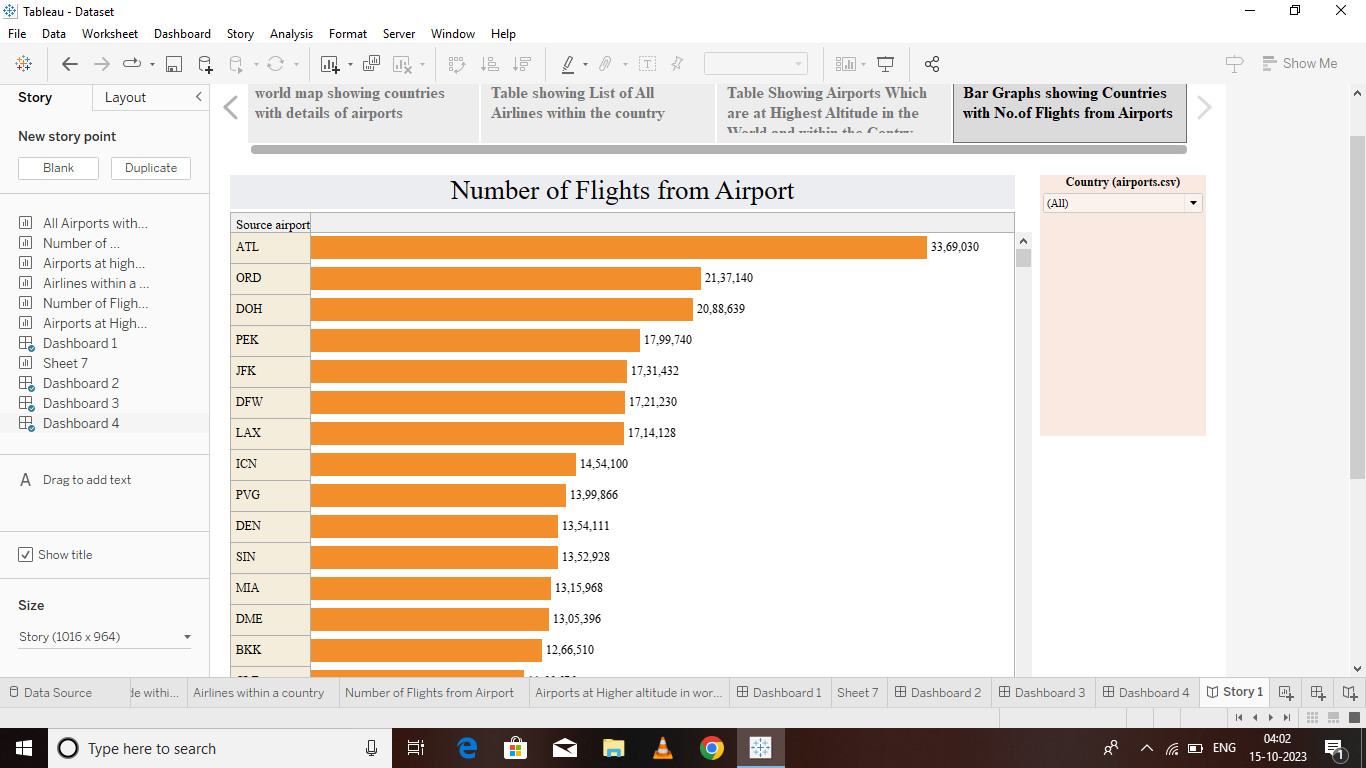 Tableau - Dataset
File Data Worksheet Dashboard Story Analysis Format Server Window Help
Show Me
Story Layout
New story point
Blank Duplicate
All Airports with...
Number of ...
Airports at high...
Airlines within a ...
Number of Fligh...
Airports at High...
Dashboard 1
Sheet 7
Dashboard 2
Dashboard 3
Dashboard 4
A Drag to add text
Show title
Size
Story (1016 x 964)
world map showing countries
with details of airports
Table showing List of All
Airlines within the country
Table Showing Airports Which
are at Highest Altitude in the
World and within the Contry
Bar Graphs showing Countries
with No.of Flights from Airports
Number of Flights from Airport
Source airport
ATL 33,69,030
ORD 21,37,140
DOH 20,88,639
PEK 17,99,740
JFK 17,31,432
DFW 17,21,230
LAX 17,14,128
ICN 14,54,100
PVG 13,99,866
DEN 13,54,111
SIN 13,52,928
MIA 13,15,968
DME 13,05,396
BKK 12,66,510
Country (airports.csv)
(All)
Data Source de withi... Airlines within a country Number of Flights from Airport Airports at Higher altitude in wor... Dashboard 1 Sheet 7 Dashboard 2 Dashboard 3 Dashboard 4 Story 1
Type here to search
ENG
04:02
15-10-2023
1